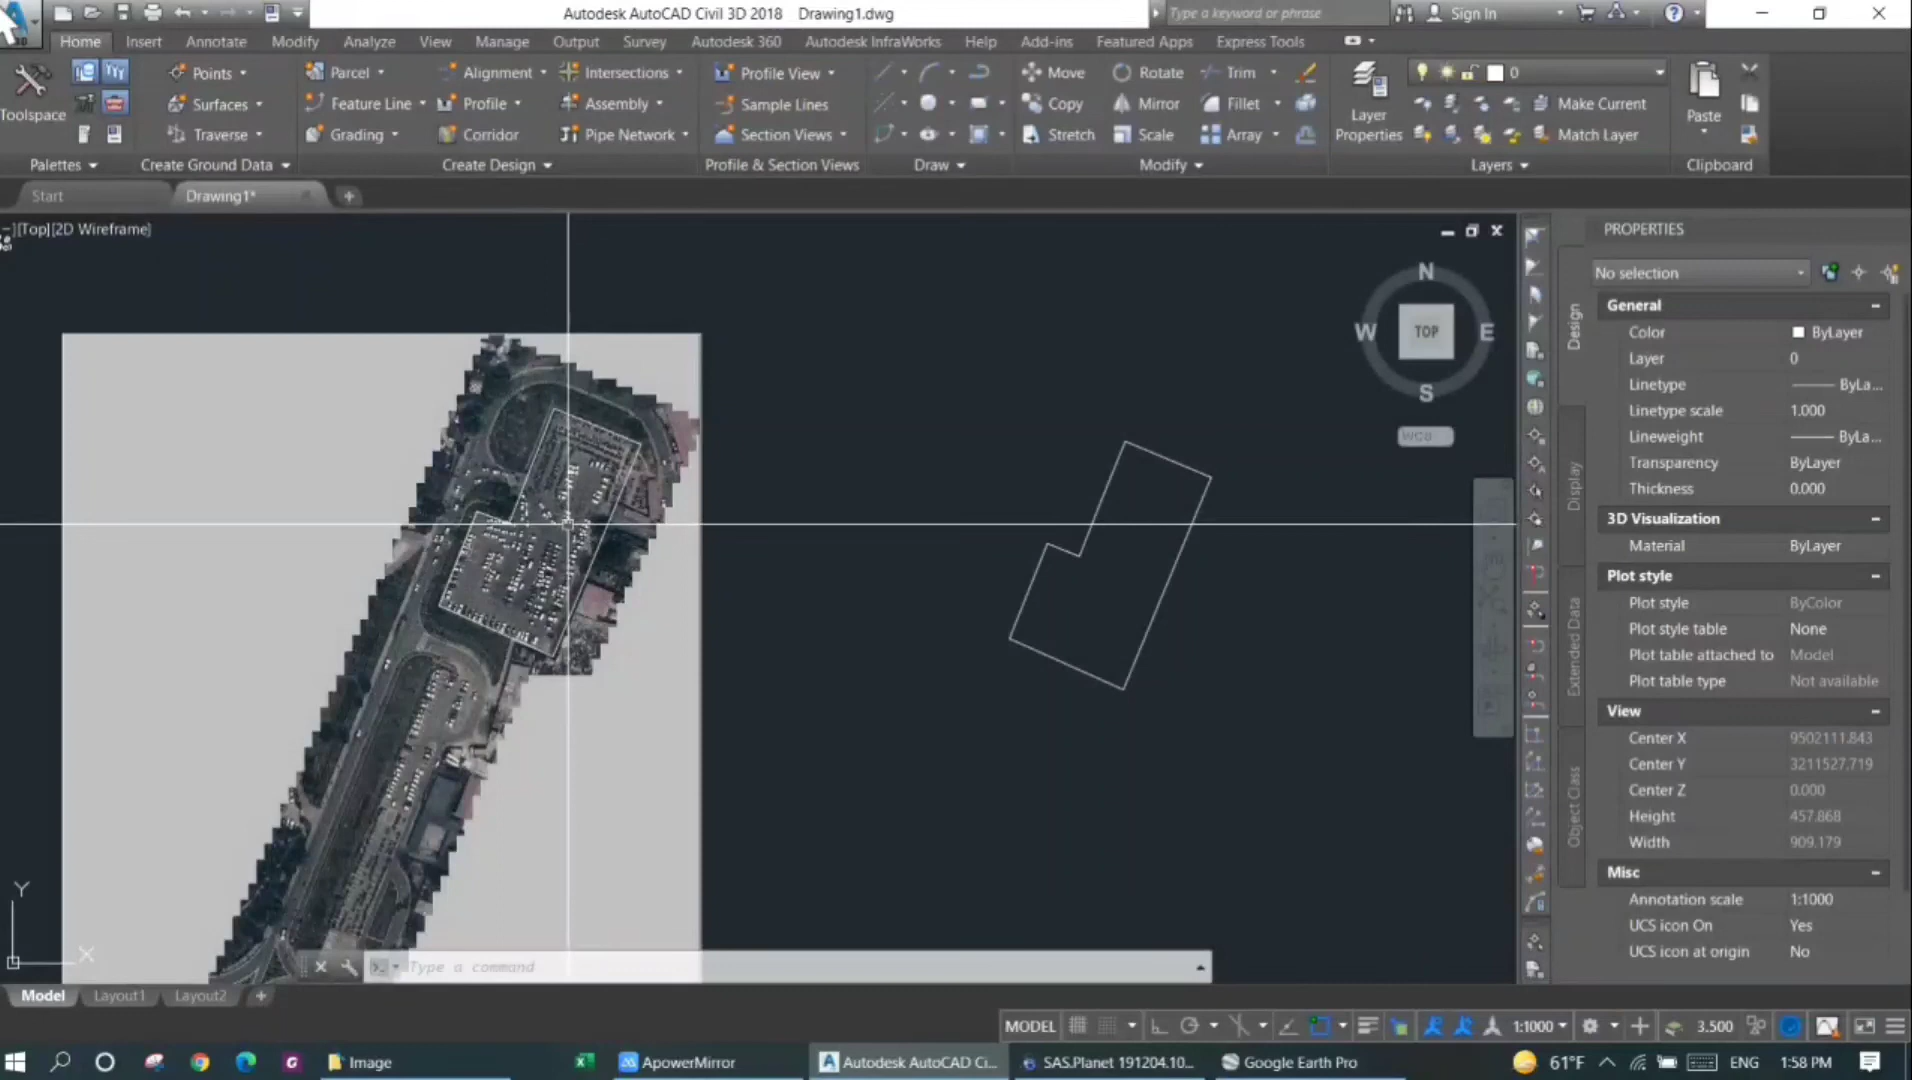 Autodesk AutoCAD Civil 3D 2018 Drawing1.dwg
Type a keyword or phrase
Sign In
Home Insert Annotate Modify Analyze View Manage Output Survey Autodesk 360 Autodesk InfraWorks Help Add-ins Featured Apps Express Tools
Points Parcel Alignment Intersections Profile View Move Rotate Trim 0
Toolspace Surfaces Feature Line Profile Assembly Sample Lines Copy Mirror Fillet Layer Properties Make Current Paste
Traverse Grading Corridor Pipe Network Section Views Stretch Scale Array Match Layer
Palettes Create Ground Data Create Design Profile & Section Views Draw Modify Layers Clipboard
Start Drawing1*
[Top][2D Wireframe]
N
W TOP E
S
WCS
PROPERTIES
No selection
Design
Display
Extended Data
Object Class
General
Color ByLayer
Layer 0
Linetype ByLa...
Linetype scale 1.000
Lineweight ByLa...
Transparency ByLayer
Thickness 0.000
3D Visualization
Material ByLayer
Plot style
Plot style ByColor
Plot style table None
Plot table attached to Model
Plot table type Not available
View
Center X 9502111.843
Center Y 3211527.719
Center Z 0.000
Height 457.868
Width 909.179
Misc
Annotation scale 1:1000
UCS icon On Yes
UCS icon at origin No
Y
X
Type a command
Model Layout1 Layout2
MODEL 1:1000 3.500
Image ApowerMirror Autodesk AutoCAD Ci... SAS.Planet 191204.10... Google Earth Pro 61°F ENG 1:58 PM